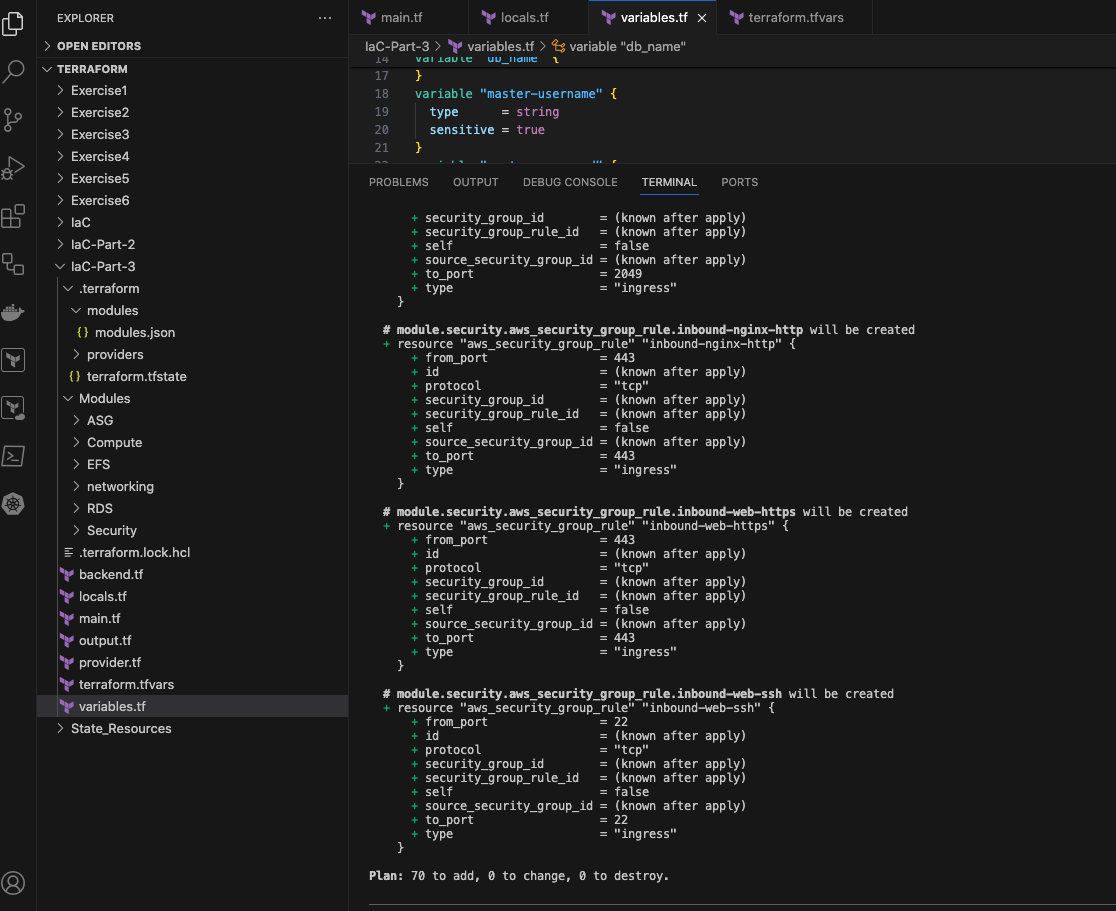 EXPLORER
OPEN EDITORS
TERRAFORM
Exercise1
Exercise2
Exercise3
Exercise4
Exercise5
Exercise6
IaC
IaC-Part-2
IaC-Part-3
.terraform
modules
{} modules.json
providers
{} terraform.tfstate
Modules
ASG
Compute
EFS
networking
RDS
Security
.terraform.lock.hcl
backend.tf
locals.tf
main.tf
output.tf
provider.tf
terraform.tfvars
variables.tf
State_Resources
main.tf locals.tf variables.tf terraform.tfvars
IaC-Part-3 > variables.tf > variable "db_name"
14 variable "db_name" {
17 }
18 variable "master-username" {
19 type = string
20 sensitive = true
21 }
PROBLEMS OUTPUT DEBUG CONSOLE TERMINAL PORTS
+ security_group_id = (known after apply)
+ security_group_rule_id = (known after apply)
+ self = false
+ source_security_group_id = (known after apply)
+ to_port = 2049
+ type = "ingress"
}
# module.security.aws_security_group_rule.inbound-nginx-http will be created
+ resource "aws_security_group_rule" "inbound-nginx-http" {
+ from_port = 443
+ id = (known after apply)
+ protocol = "tcp"
+ security_group_id = (known after apply)
+ security_group_rule_id = (known after apply)
+ self = false
+ source_security_group_id = (known after apply)
+ to_port = 443
+ type = "ingress"
}
# module.security.aws_security_group_rule.inbound-web-https will be created
+ resource "aws_security_group_rule" "inbound-web-https" {
+ from_port = 443
+ id = (known after apply)
+ protocol = "tcp"
+ security_group_id = (known after apply)
+ security_group_rule_id = (known after apply)
+ self = false
+ source_security_group_id = (known after apply)
+ to_port = 443
+ type = "ingress"
}
# module.security.aws_security_group_rule.inbound-web-ssh will be created
+ resource "aws_security_group_rule" "inbound-web-ssh" {
+ from_port = 22
+ id = (known after apply)
+ protocol = "tcp"
+ security_group_id = (known after apply)
+ security_group_rule_id = (known after apply)
+ self = false
+ source_security_group_id = (known after apply)
+ to_port = 22
+ type = "ingress"
}
Plan: 70 to add, 0 to change, 0 to destroy.